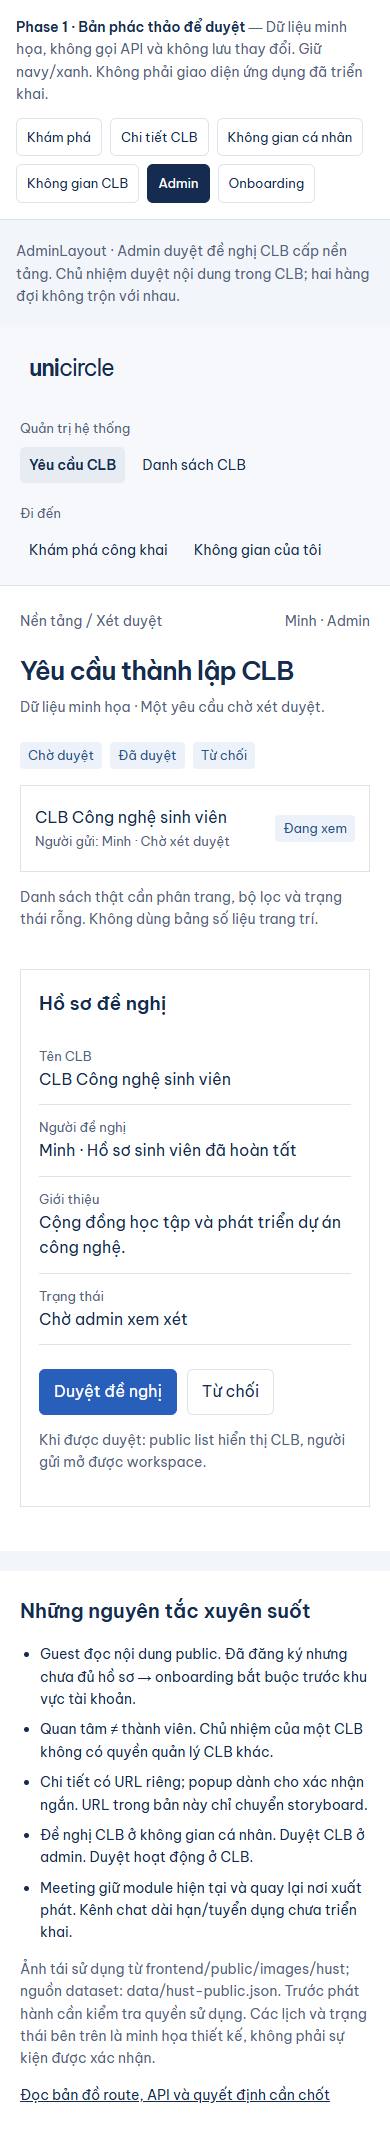 Phase 1 · Bản phác thảo để duyệt — Dữ liệu minh
họa, không gọi API và không lưu thay đổi. Giữ
navy/xanh. Không phải giao diện ứng dụng đã triển
khai.
Khám phá
Chi tiết CLB
Không gian cá nhân
Không gian CLB
Admin
Onboarding
AdminLayout · Admin duyệt đề nghị CLB cấp nền
tảng. Chủ nhiệm duyệt nội dung trong CLB; hai hàng
đợi không trộn với nhau.
unicircle
Quản trị hệ thống
Yêu cầu CLB
Danh sách CLB
Đi đến
Khám phá công khai
Không gian của tôi
Nền tảng / Xét duyệt
Minh · Admin
Yêu cầu thành lập CLB
Dữ liệu minh họa · Một yêu cầu chờ xét duyệt.
Chờ duyệt
Đã duyệt
Từ chối
CLB Công nghệ sinh viên
Người gửi: Minh · Chờ xét duyệt
Đang xem
Danh sách thật cần phân trang, bộ lọc và trạng
thái rỗng. Không dùng bảng số liệu trang trí.
Hồ sơ đề nghị
Tên CLB
CLB Công nghệ sinh viên
Người đề nghị
Minh · Hồ sơ sinh viên đã hoàn tất
Giới thiệu
Cộng đồng học tập và phát triển dự án
công nghệ.
Trạng thái
Chờ admin xem xét
Duyệt đề nghị
Từ chối
Khi được duyệt: public list hiển thị CLB, người
gửi mở được workspace.
Những nguyên tắc xuyên suốt
• Guest đọc nội dung public. Đã đăng ký nhưng
chưa đủ hồ sơ → onboarding bắt buộc trước khu
vực tài khoản.
• Quan tâm ≠ thành viên. Chủ nhiệm của một CLB
không có quyền quản lý CLB khác.
• Chi tiết có URL riêng; popup dành cho xác nhận
ngắn. URL trong bản này chỉ chuyển storyboard.
• Đề nghị CLB ở không gian cá nhân. Duyệt CLB ở
admin. Duyệt hoạt động ở CLB.
• Meeting giữ module hiện tại và quay lại nơi xuất
phát. Kênh chat dài hạn/tuyển dụng chưa triển
khai.
Ảnh tái sử dụng từ frontend/public/images/hust;
nguồn dataset: data/hust-public.json. Trước phát
hành cần kiểm tra quyền sử dụng. Các lịch và trạng
thái bên trên là minh họa thiết kế, không phải sự
kiện được xác nhận.
Đọc bản đồ route, API và quyết định cần chốt